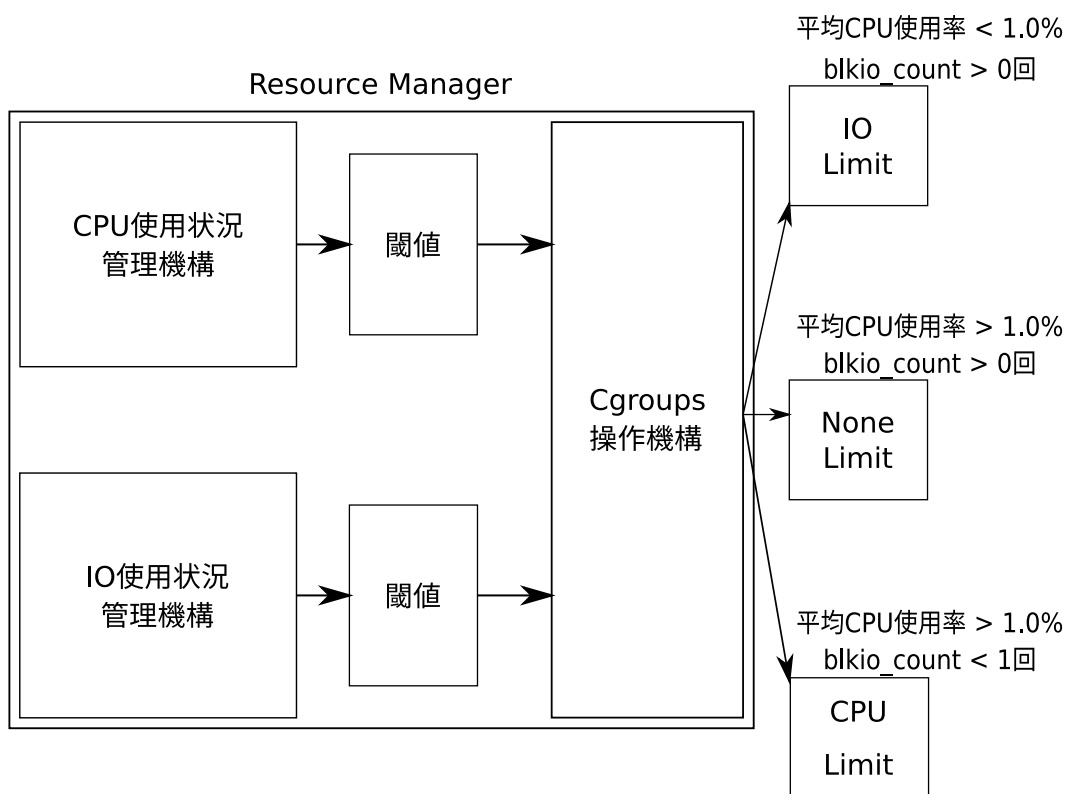 Resource Manager
CPU使用状況
管理機構
閾値
IO使用状況
管理機構
閾値
Cgroups
操作機構
平均CPU使用率 < 1.0%
blkio_count > 0回
IO
Limit
平均CPU使用率 > 1.0%
blkio_count > 0回
None
Limit
平均CPU使用率 > 1.0%
blkio_count < 1回
CPU
Limit